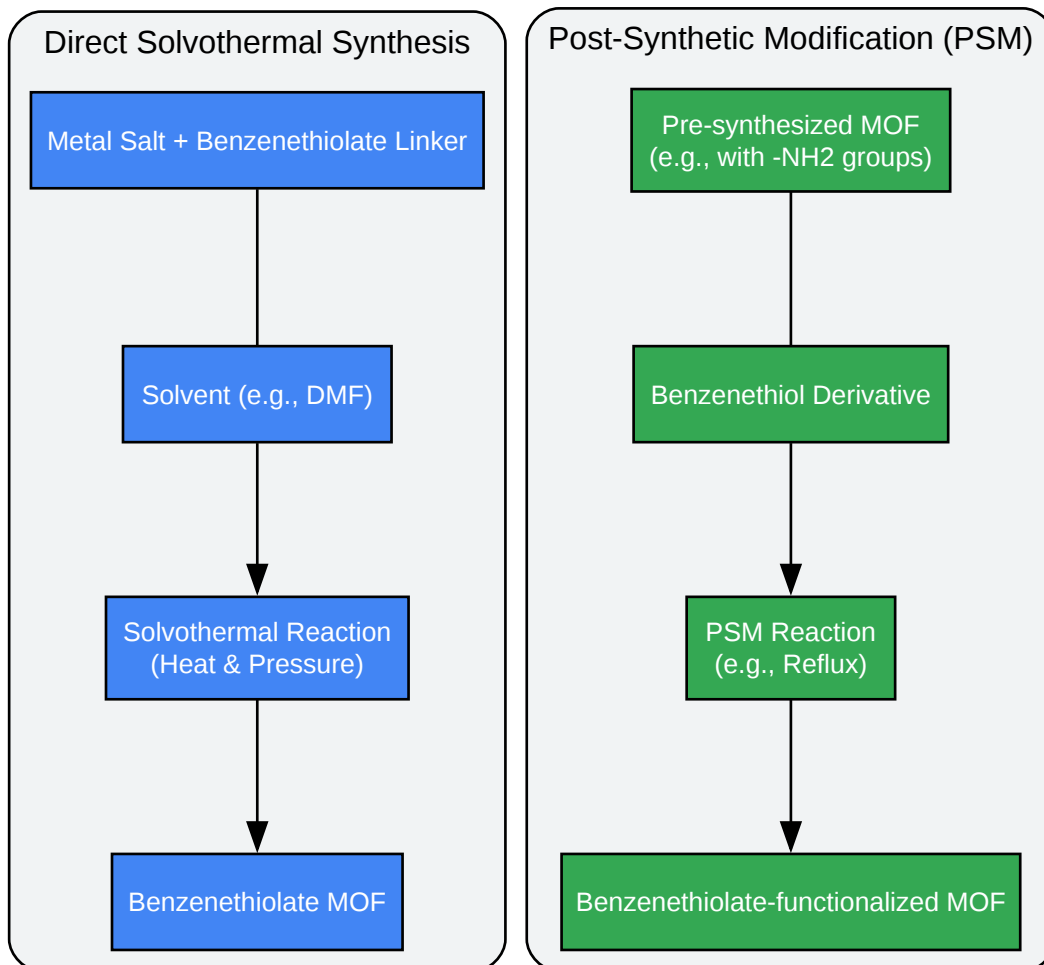 Direct Solvothermal Synthesis
Metal Salt + Benzenethiolate Linker
Solvent (e.g., DMF)
Solvothermal Reaction
(Heat & Pressure)
Benzenethiolate MOF
Post-Synthetic Modification (PSM)
Pre-synthesized MOF
(e.g., with -NH2 groups)
Benzenethiol Derivative
PSM Reaction
(e.g., Reflux)
Benzenethiolate-functionalized MOF